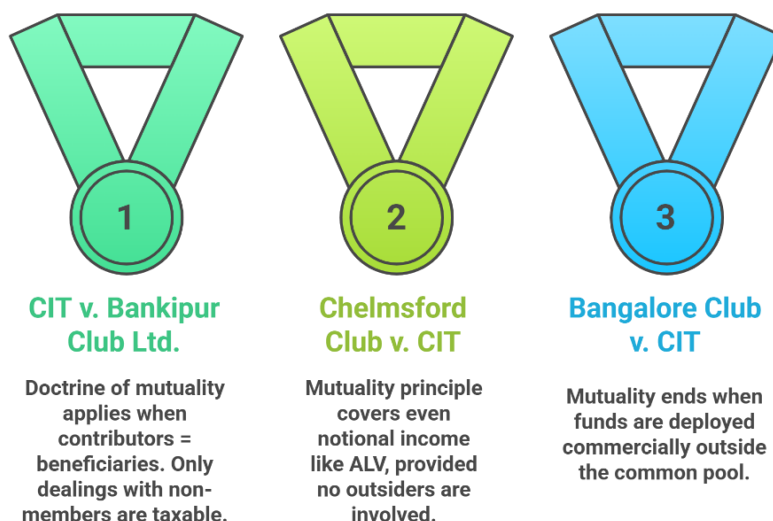 1
CIT v. Bankipur
Club Ltd.
Doctrine of mutuality
applies when
contributors =
beneficiaries. Only
dealings with non-
members are taxable.
2
Chelmsford
Club v. CIT
Mutuality principle
covers even
notional income
like ALV, provided
no outsiders are
involved.
3
Bangalore Club
v. CIT
Mutuality ends when
funds are deployed
commercially outside
the common pool.